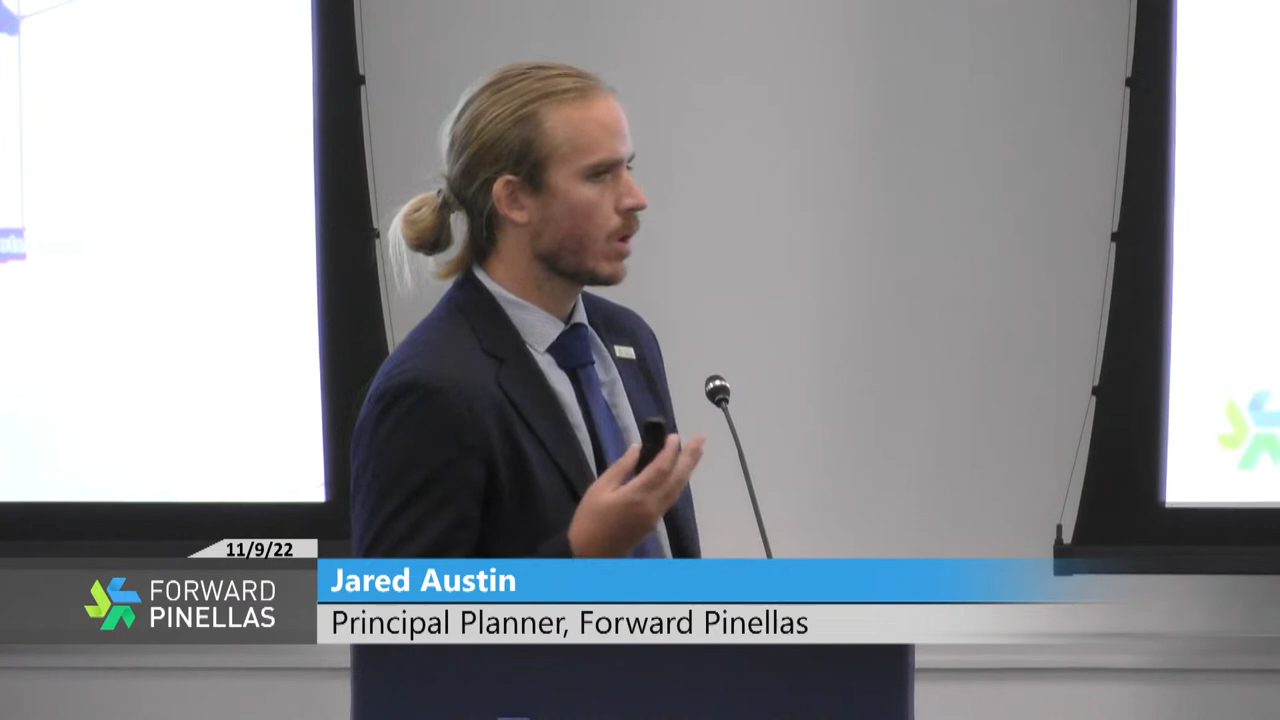 11/9/22
FORWARD
PINELLAS
Jared Austin
Principal Planner, Forward Pinellas